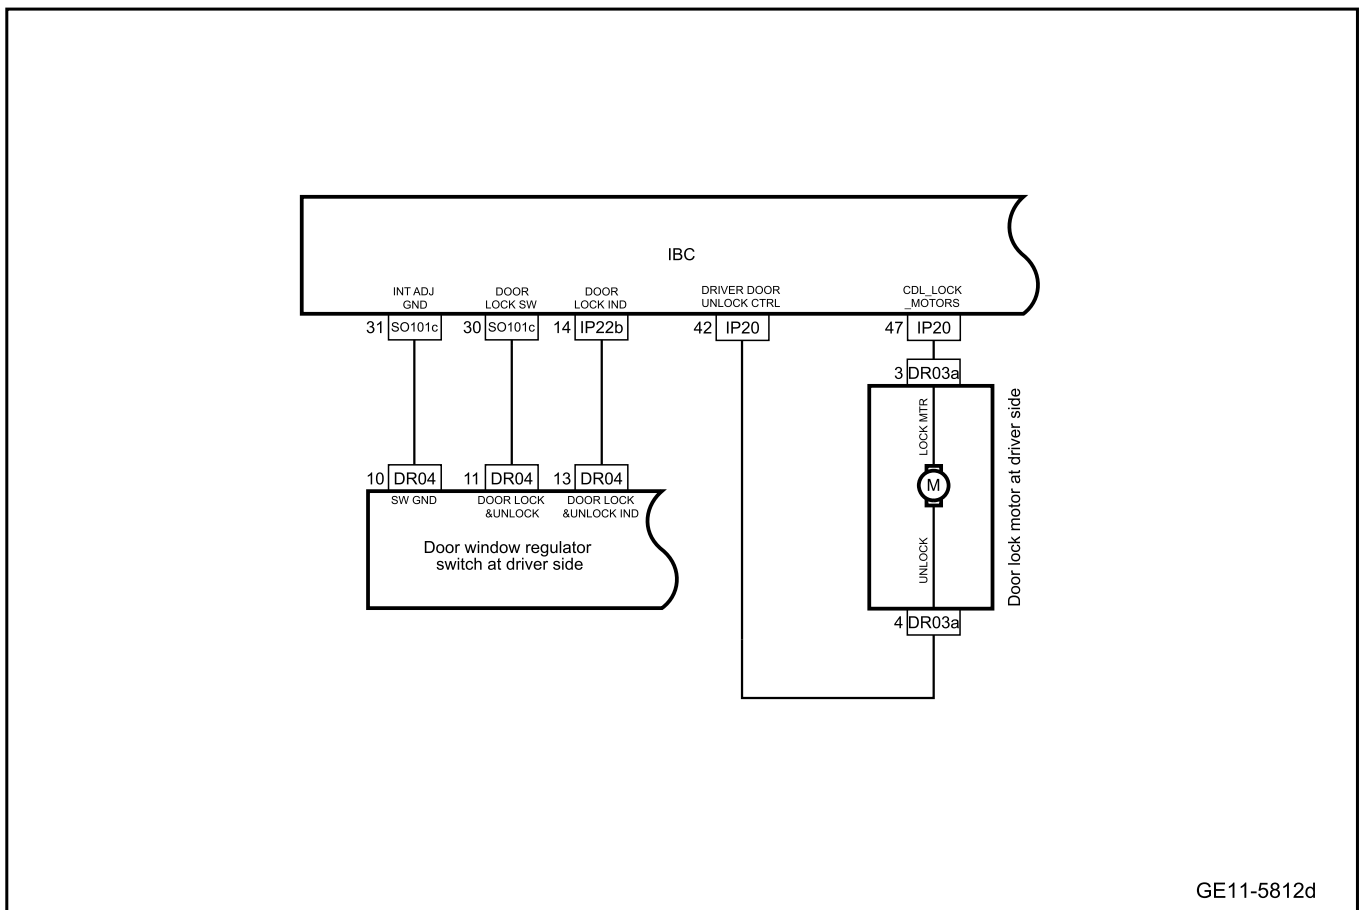 IBC
INT ADJ
GND
DOOR
LOCK SW
DOOR
LOCK IND
DRIVER DOOR
UNLOCK CTRL
CDL_LOCK
_MOTORS
31 SO101c
30 SO101c
14 IP22b
42 IP20
47 IP20
3 DR03a
LOCK MTR
M
UNLOCK
Door lock motor at driver side
4 DR03a
10 DR04
11 DR04
13 DR04
SW GND
DOOR LOCK
&UNLOCK
DOOR LOCK
&UNLOCK IND
Door window regulator
switch at driver side
GE11-5812d